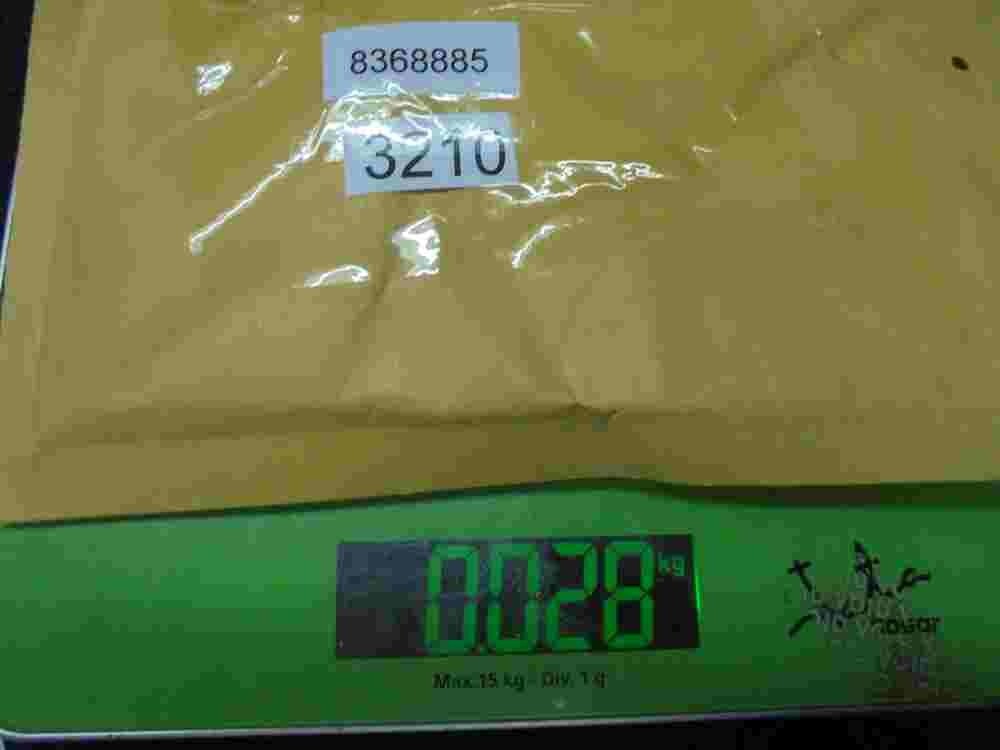 8368885
3210
0.028 kg
Max.15 kg - Div. 1 g